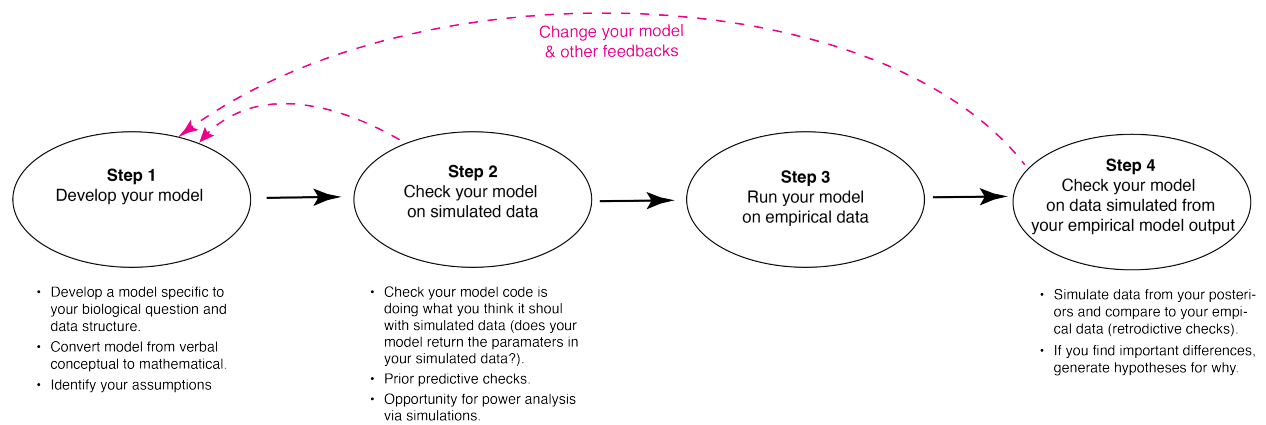 Change your model
& other feedbacks
Step 1
Develop your model
Step 2
Check your model
on simulated data
Step 3
Run your model
on empirical data
Step 4
Check your model
on data simulated from
your empirical model output
• Develop a model specific to
your biological question and
data structure.
• Convert model from verbal
conceptual to mathematical.
• Identify your assumptions
• Check your model code is
doing what you think it shoul
with simulated data (does your
model return the paramaters in
your simulated data?).
• Prior predictive checks.
• Opportunity for power analysis
via simulations.
• Simulate data from your posteri-
ors and compare to your empi-
cal data (retrodictive checks).
• If you find important differences,
generate hypotheses for why.